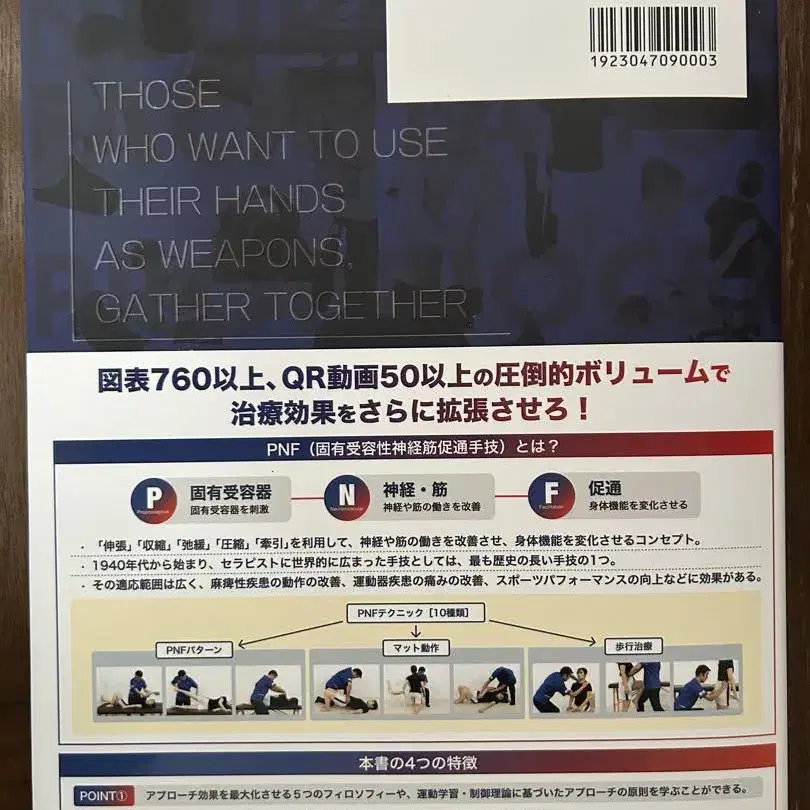 1923047090003
THOSE
WHO WANT TO USE
THEIR HANDS
AS WEAPONS,
GATHER TOGETHER
図表760以上、QR動画50以上の圧倒的ボリュームで
治療効果をさらに拡張させろ！
PNF（固有受容性神経筋促通手技）とは？
P
Proprioceptive
固有受容器
固有受容器を刺激
N
Neuromuscular
神経・筋
神経や筋の働きを改善
F
Facilitation
促通
身体機能を変化させる
・「伸張」「収縮」「弛緩」「圧縮」「牽引」を利用して、神経や筋の働きを改善させ、身体機能を変化させるコンセプト。
・1940年代から始まり、セラピストに世界的に広まった手技としては、最も歴史の長い手技の1つ。
・その適応範囲は広く、麻痺性疾患の動作の改善、運動器疾患の痛みの改善、スポーツパフォーマンスの向上などに効果がある。
PNFテクニック［10種類］
PNFパターン
マット動作
歩行治療
本書の4つの特徴
POINT①
アプローチ効果を最大化させる5つのフィロソフィーや、運動学習・制御理論に基づいたアプローチの原則を学ぶことができる。